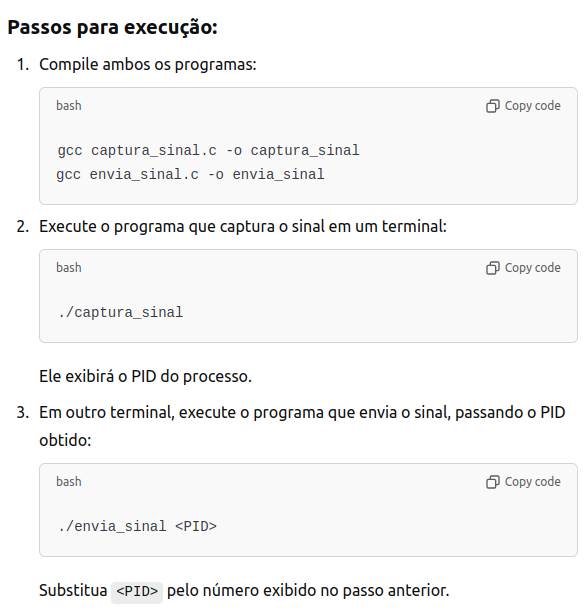 Passos para execução:
1. Compile ambos os programas:
bash
Copy code
gcc captura_sinal.c -o captura_sinal
gcc envia_sinal.c -o envia_sinal
2. Execute o programa que captura o sinal em um terminal:
bash
Copy code
./captura_sinal
Ele exibirá o PID do processo.
3. Em outro terminal, execute o programa que envia o sinal, passando o PID
obtido:
bash
Copy code
./envia_sinal <PID>
Substitua <PID> pelo número exibido no passo anterior.